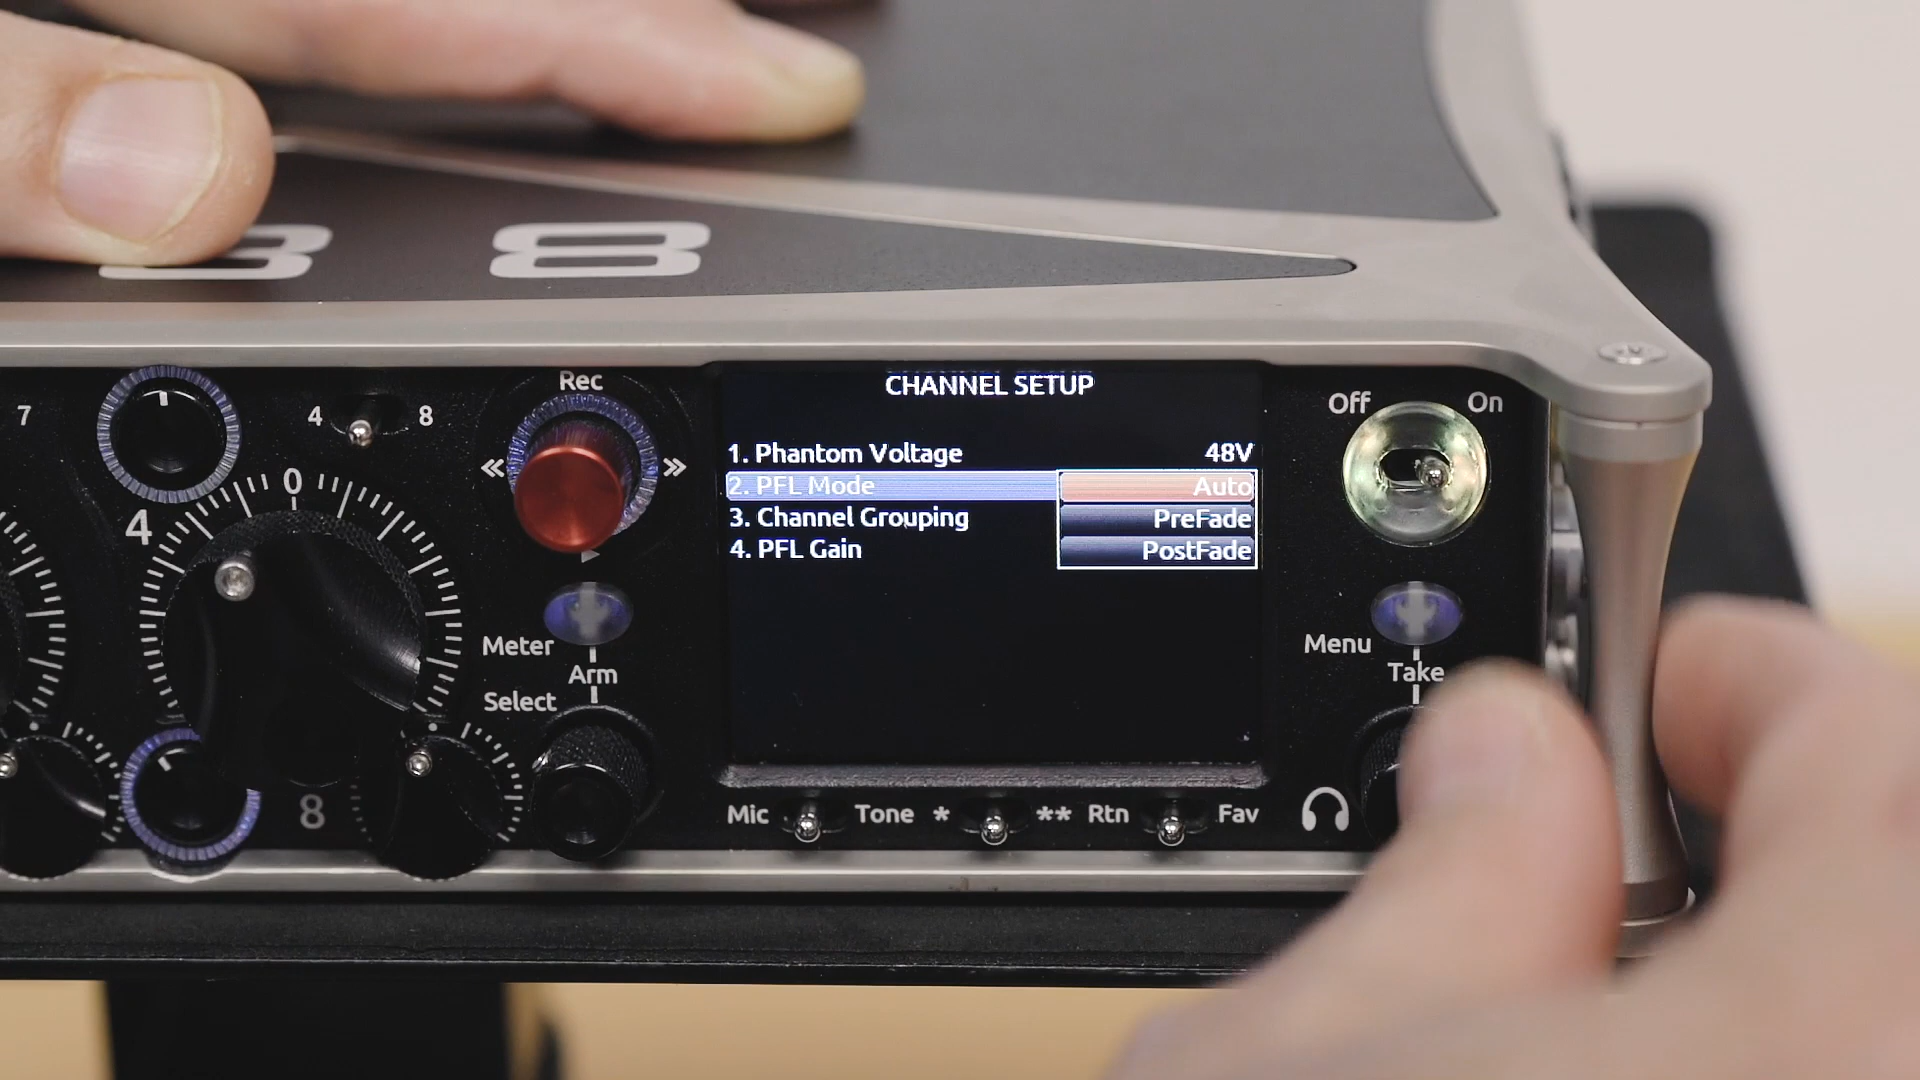 8
7
4
8
Rec
«
»
0
4
Meter
Arm
Select
8
CHANNEL SETUP
1. Phantom Voltage 48V
2. PFL Mode Auto
3. Channel Grouping PreFade
4. PFL Gain PostFade
Off
On
Menu
Take
Mic Tone * ** Rtn Fav